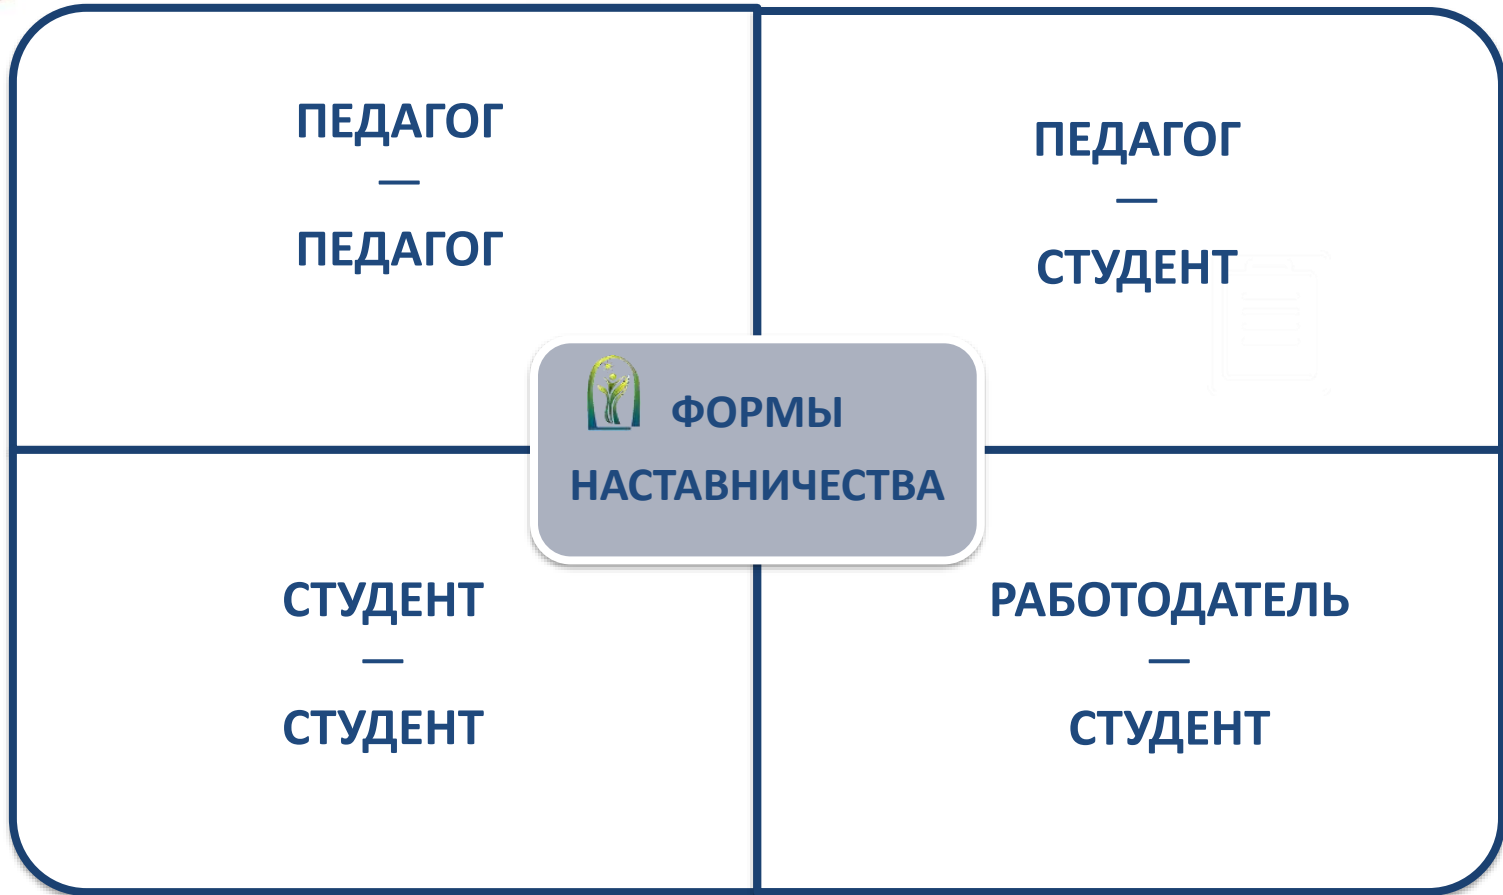 ПЕДАГОГ
—
ПЕДАГОГ
ПЕДАГОГ
—
СТУДЕНТ
ФОРМЫ
НАСТАВНИЧЕСТВА
СТУДЕНТ
—
СТУДЕНТ
РАБОТОДАТЕЛЬ
—
СТУДЕНТ